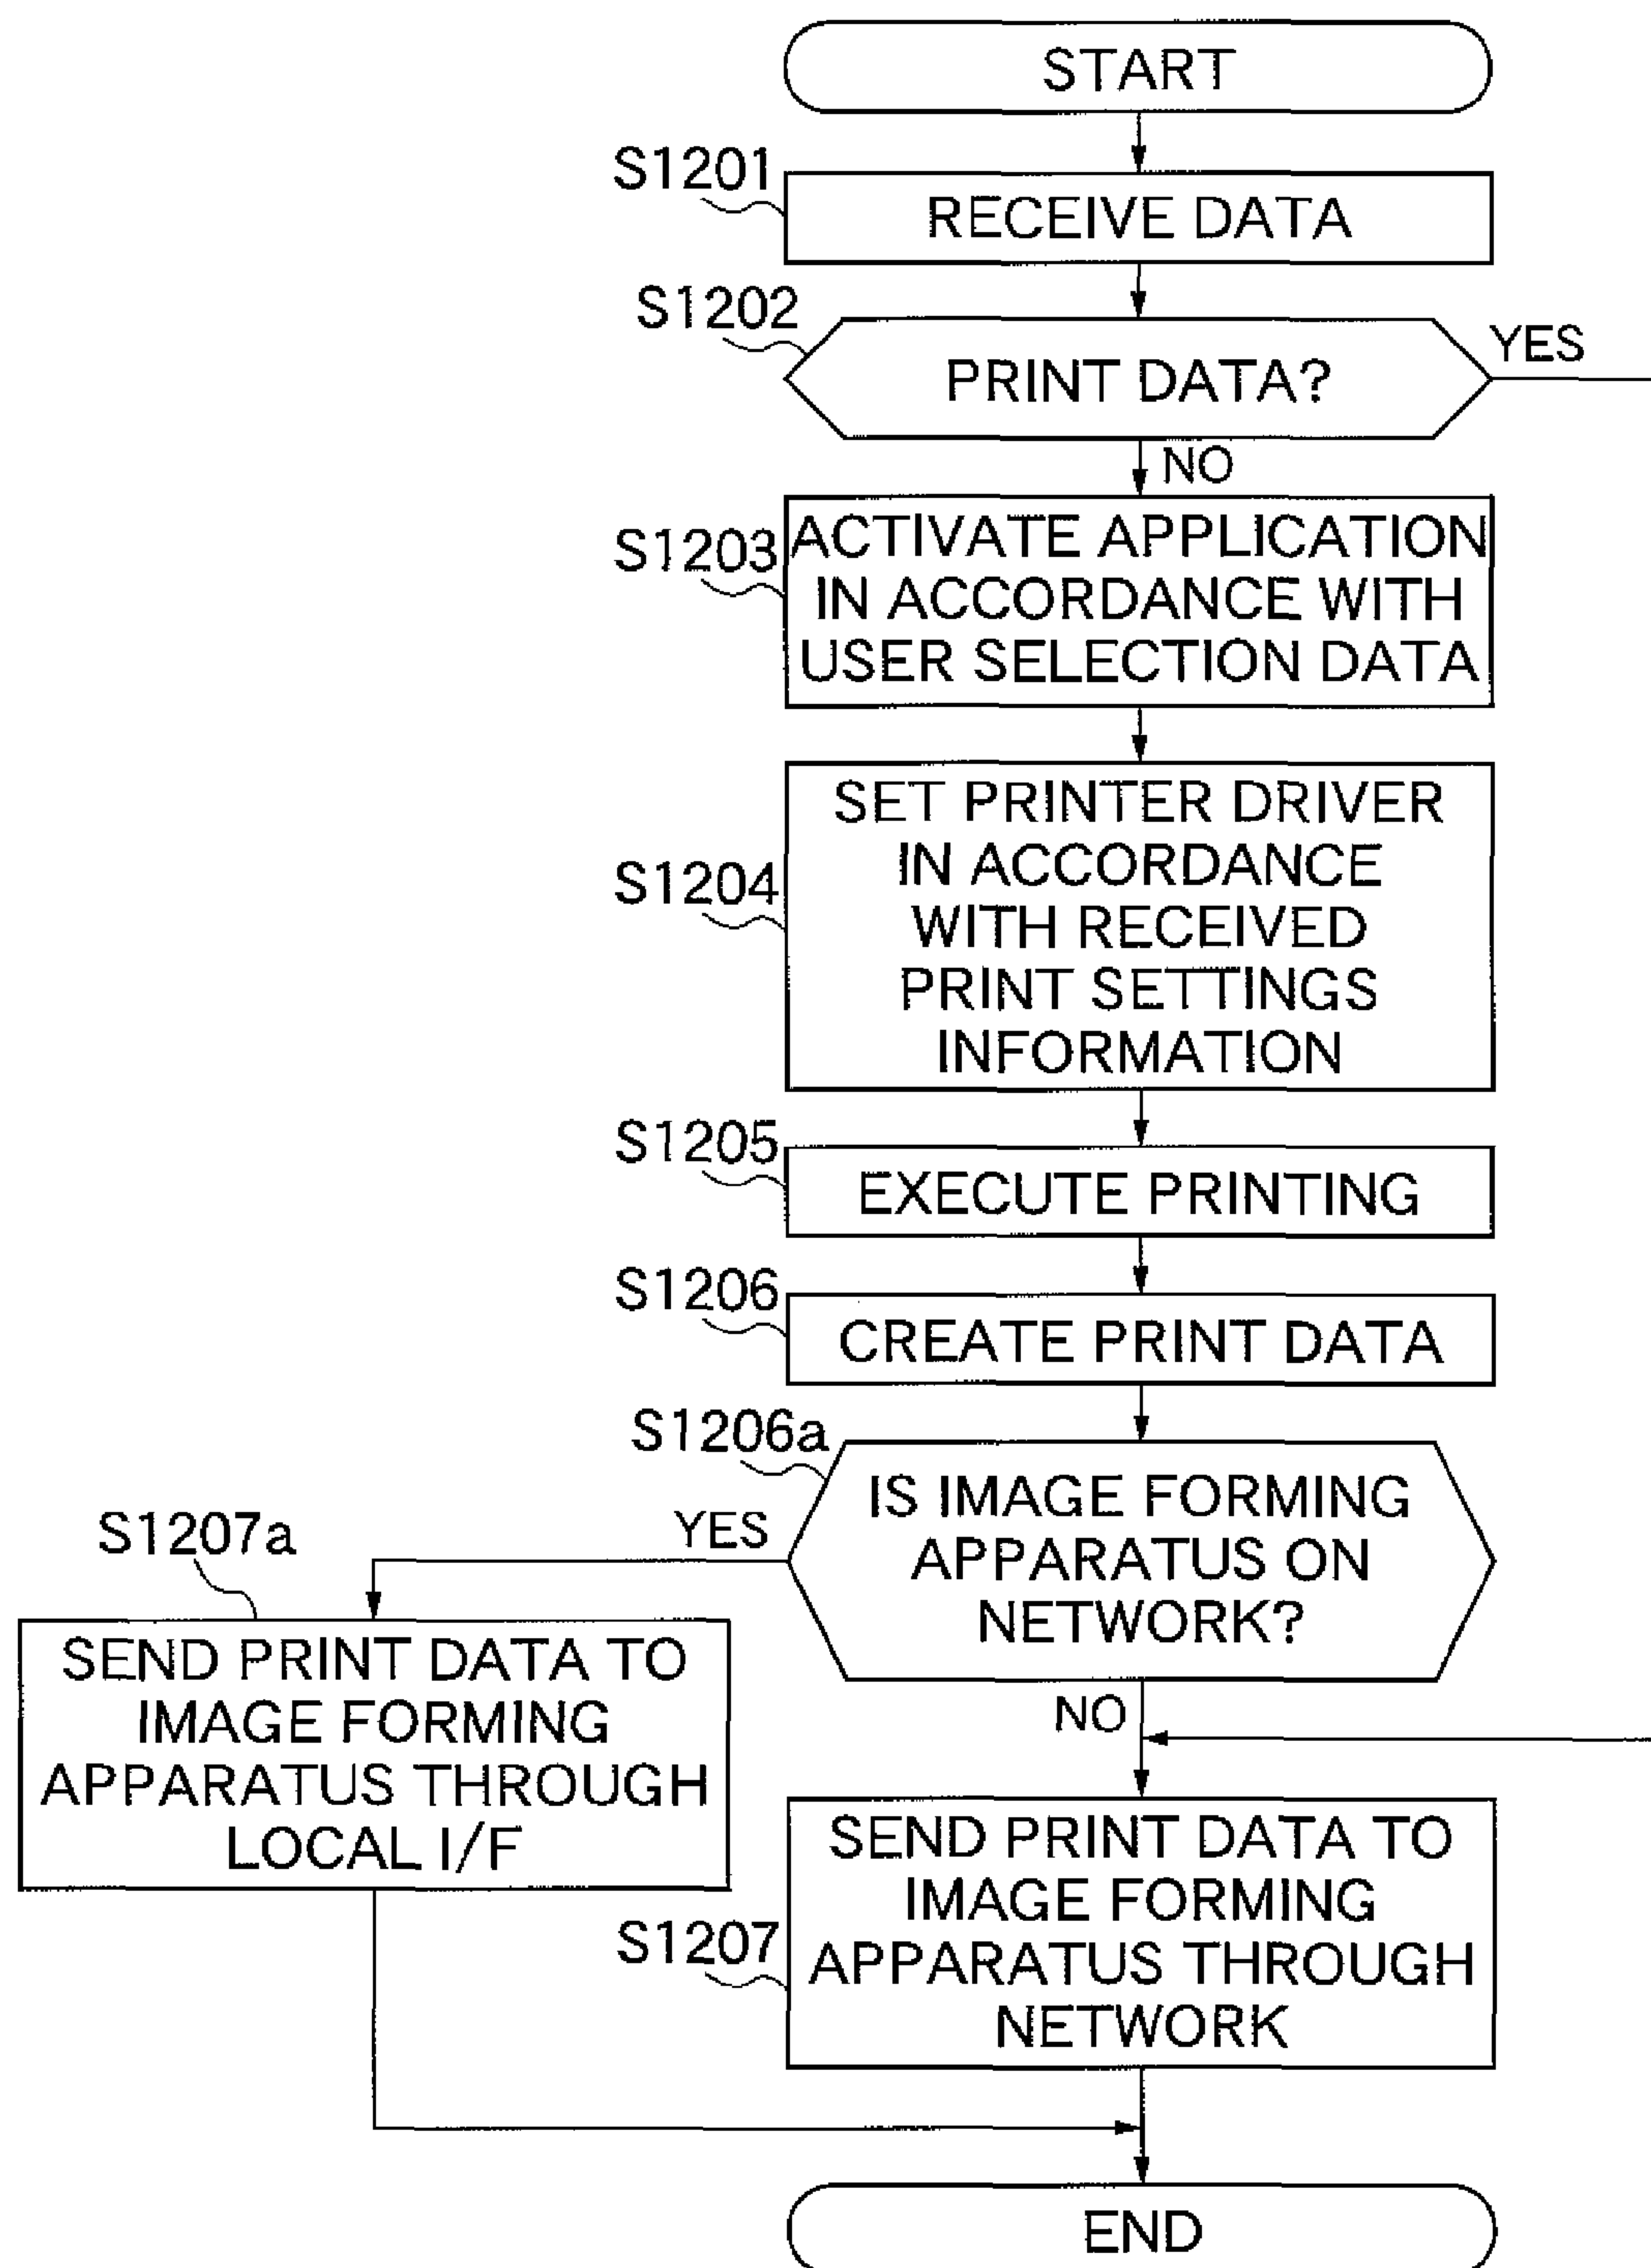 START
S1201
RECEIVE DATA
S1202
PRINT DATA?
YES
NO
S1203
ACTIVATE APPLICATION
IN ACCORDANCE WITH
USER SELECTION DATA
S1204
SET PRINTER DRIVER
IN ACCORDANCE
WITH RECEIVED
PRINT SETTINGS
INFORMATION
S1205
EXECUTE PRINTING
S1206
CREATE PRINT DATA
S1206a
IS IMAGE FORMING
APPARATUS ON
NETWORK?
YES
NO
S1207a
SEND PRINT DATA TO
IMAGE FORMING
APPARATUS THROUGH
LOCAL I/F
S1207
SEND PRINT DATA TO
IMAGE FORMING
APPARATUS THROUGH
NETWORK
END